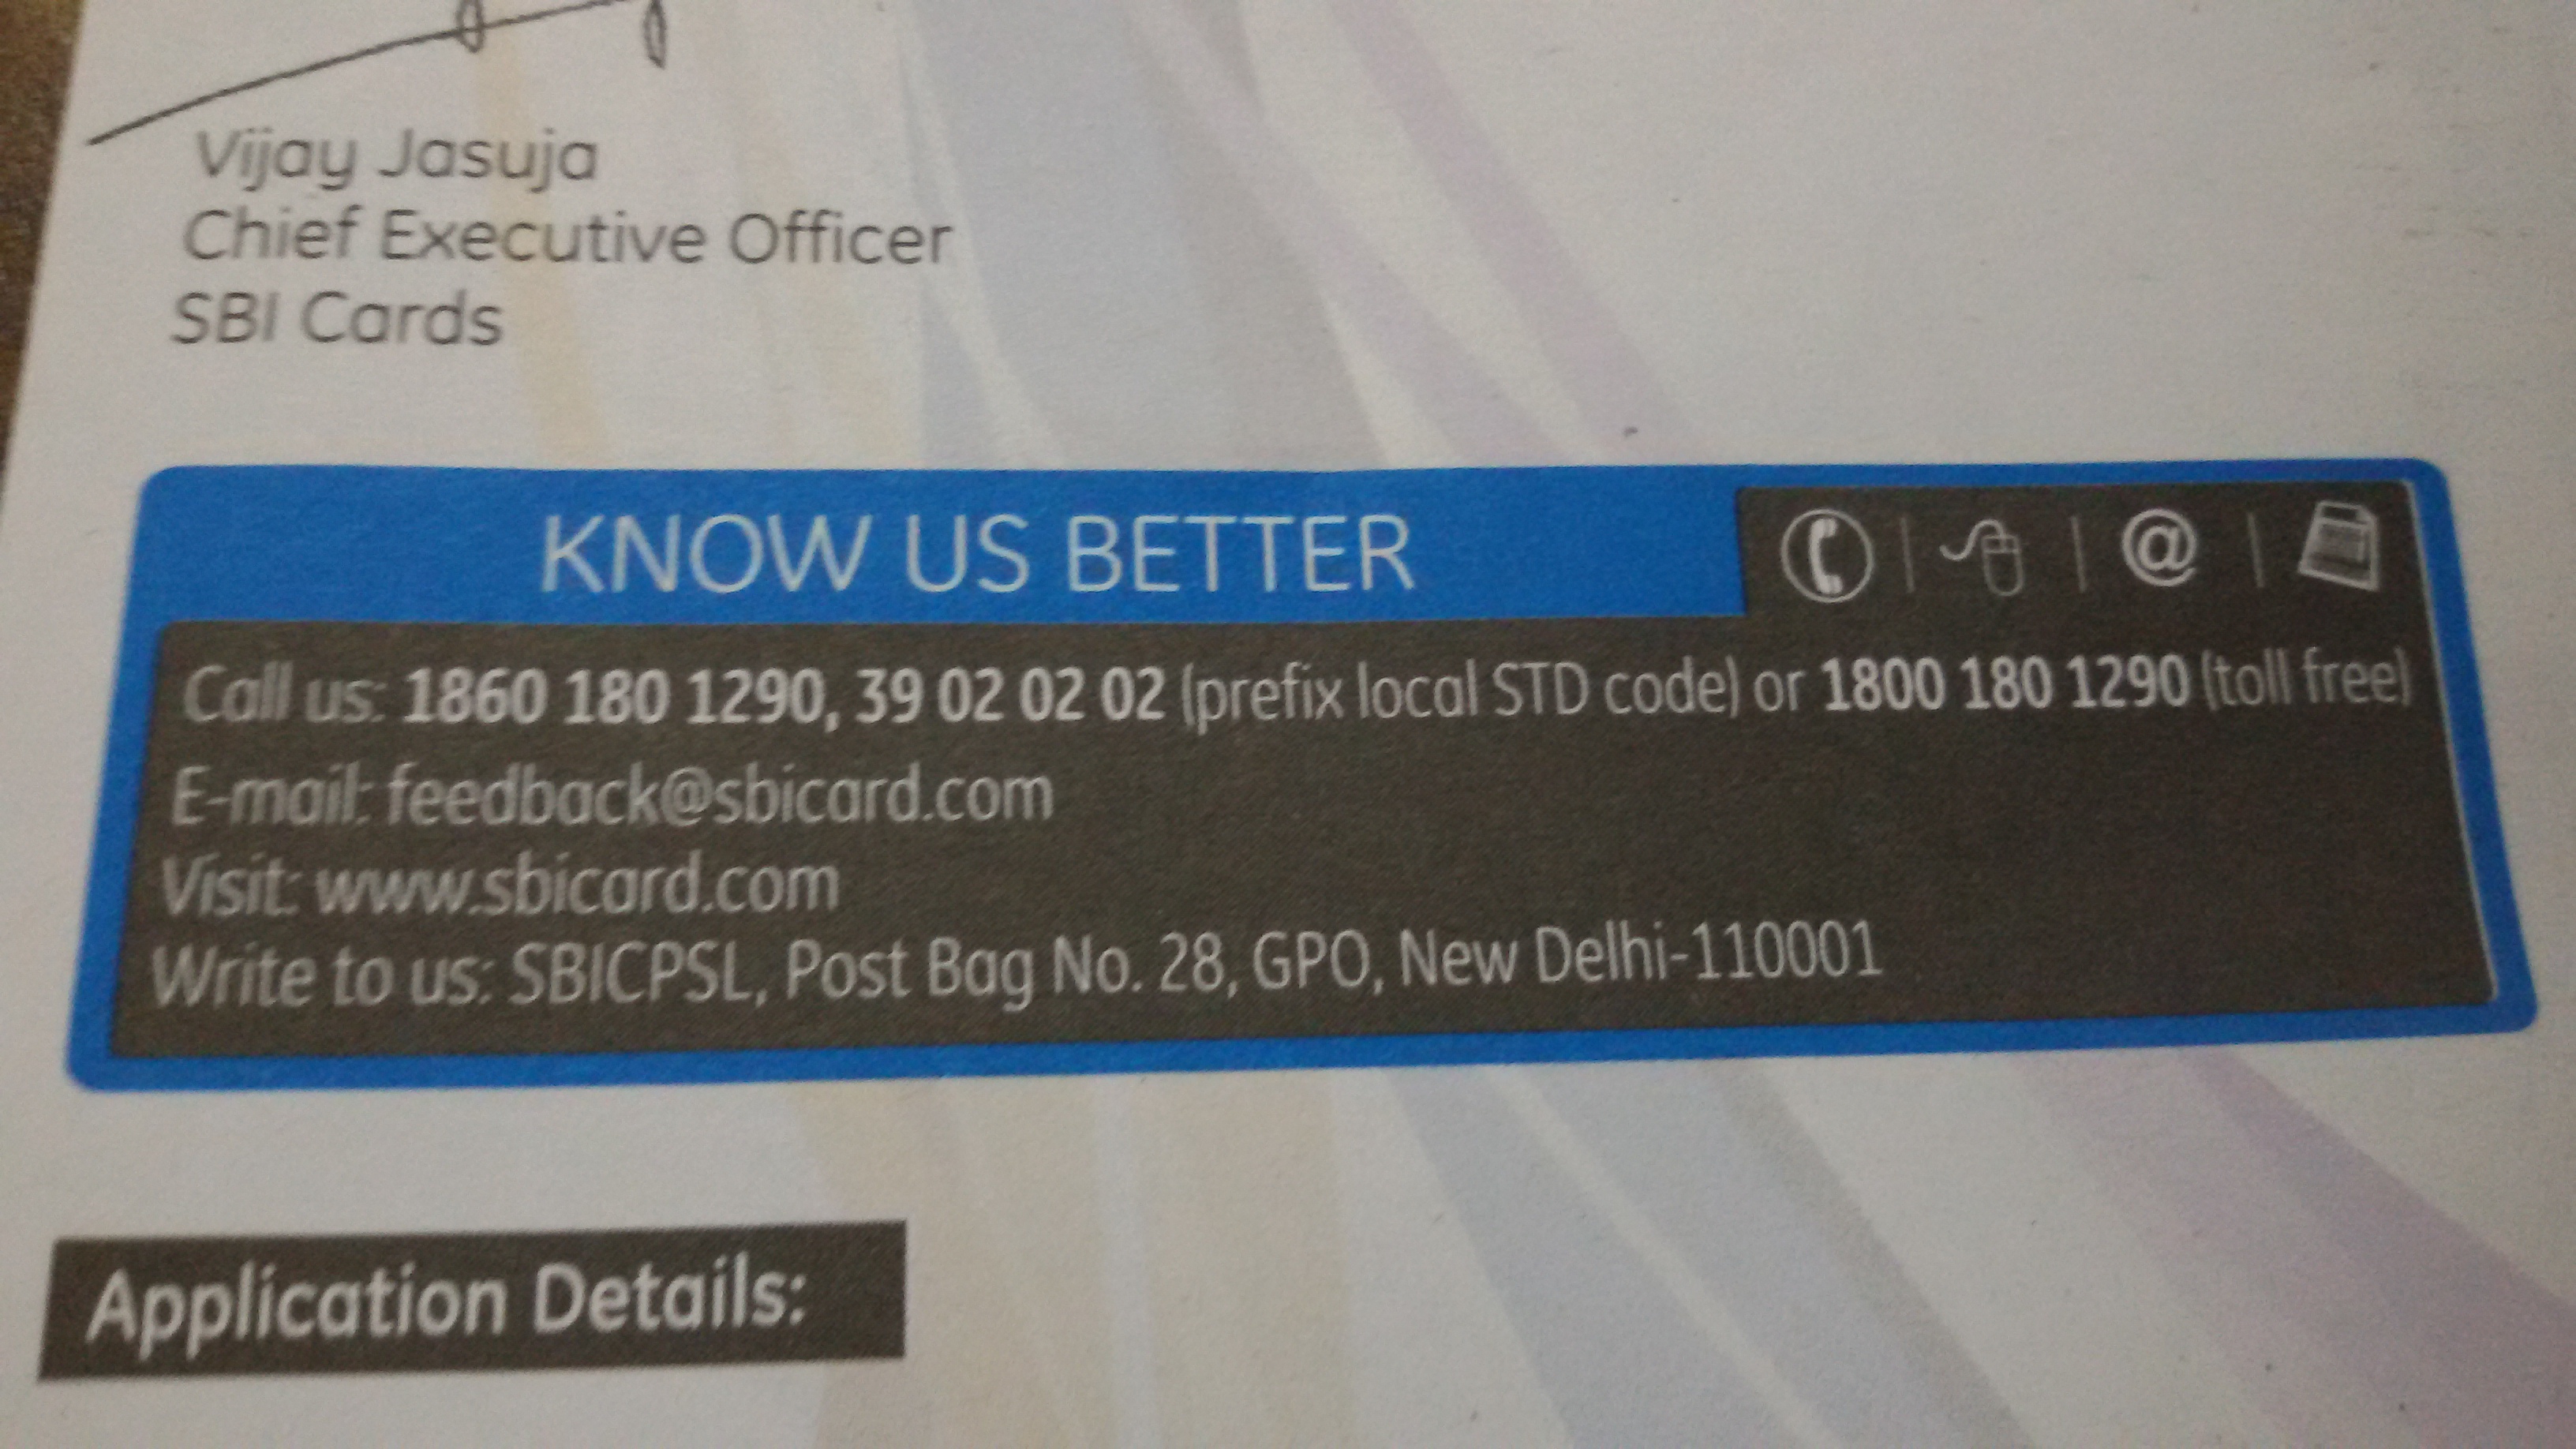 Vijay Jasuja
Chief Executive Officer
SBI Cards
KNOW US BETTER
Call us: 1860 180 1290, 39 02 02 02 (prefix local STD code) or 1800 180 1290 (toll free)
E-mail: feedback@sbicard.com
Visit: www.sbicard.com
Write to us: SBICPSL, Post Bag No. 28, GPO, New Delhi-110001
Application Details: